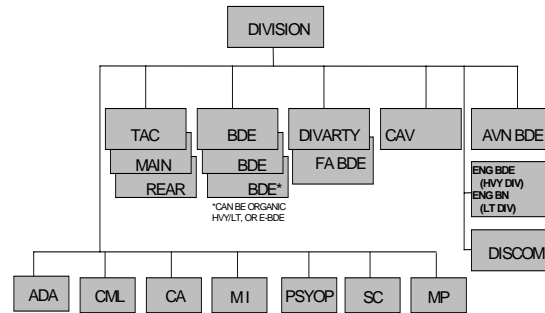 DIVISION
TAC
MAIN
REAR
BDE
BDE
BDE*
*CAN BE ORGANIC
HVY/LT, OR E-BDE
DIVARTY
FA BDE
CAV
AVN BDE
ENG BDE
(HVY DIV)
ENG BN
(LT DIV)
DISCOM
ADA
CML
CA
MI
PSYOP
SC
MP